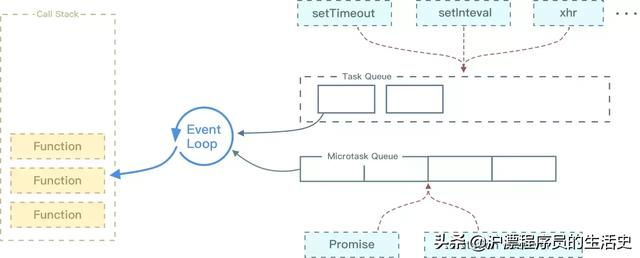 Call Stack
setTimeout
setInteval
xhr
...
Task Queue
Event
Loop
Function
Function
Function
Microtask Queue
Promise
头条@沪漂程序员的生活史